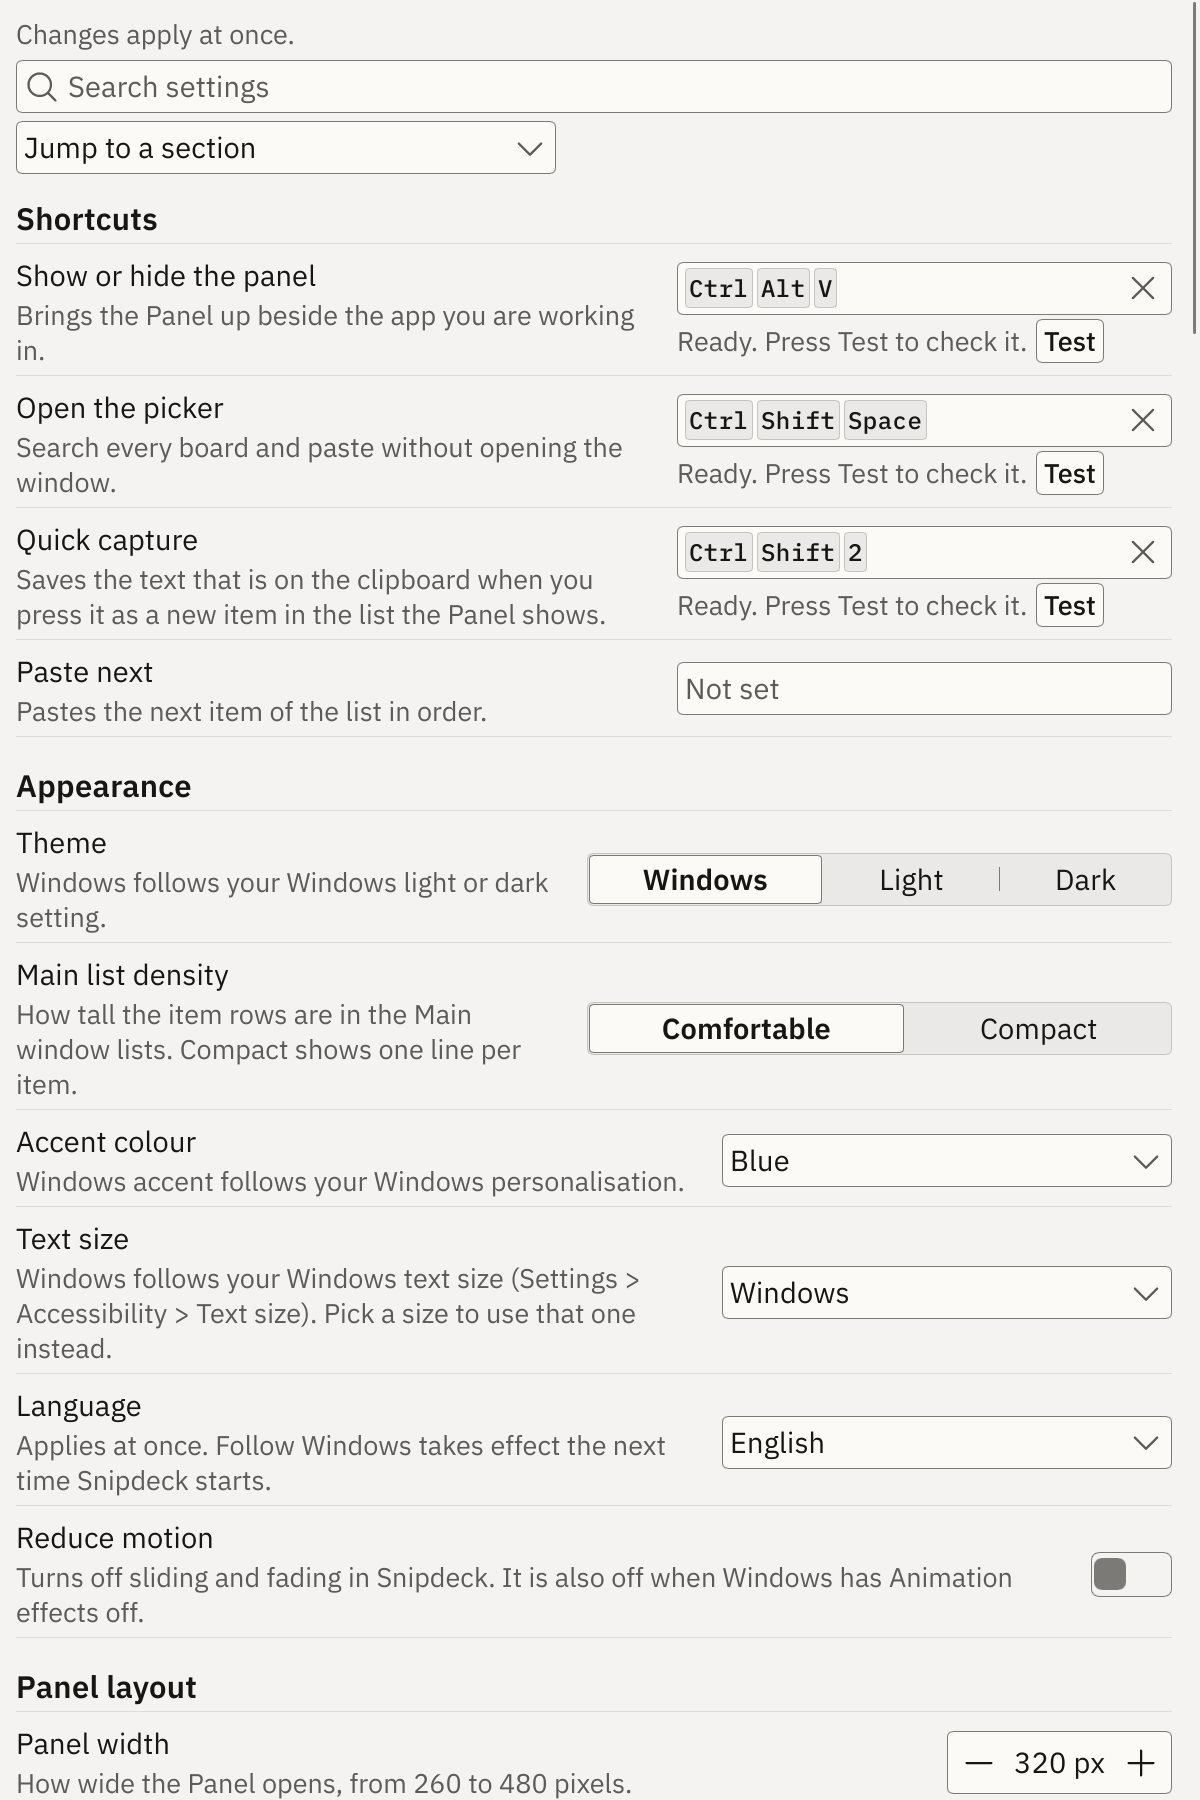 Changes apply at once.
Search settings
Jump to a section
Shortcuts
Show or hide the panel
Brings the Panel up beside the app you are working
in.
Ctrl Alt V
Ready. Press Test to check it. Test
Open the picker
Search every board and paste without opening the
window.
Ctrl Shift Space
Ready. Press Test to check it. Test
Quick capture
Saves the text that is on the clipboard when you
press it as a new item in the list the Panel shows.
Ctrl Shift 2
Ready. Press Test to check it. Test
Paste next
Pastes the next item of the list in order.
Not set
Appearance
Theme
Windows follows your Windows light or dark
setting.
Windows Light Dark
Main list density
How tall the item rows are in the Main
window lists. Compact shows one line per
item.
Comfortable Compact
Accent colour
Windows accent follows your Windows personalisation.
Blue
Text size
Windows follows your Windows text size (Settings >
Accessibility > Text size). Pick a size to use that one
instead.
Windows
Language
Applies at once. Follow Windows takes effect the next
time Snipdeck starts.
English
Reduce motion
Turns off sliding and fading in Snipdeck. It is also off when Windows has Animation
effects off.
Panel layout
Panel width
How wide the Panel opens, from 260 to 480 pixels.
320 px